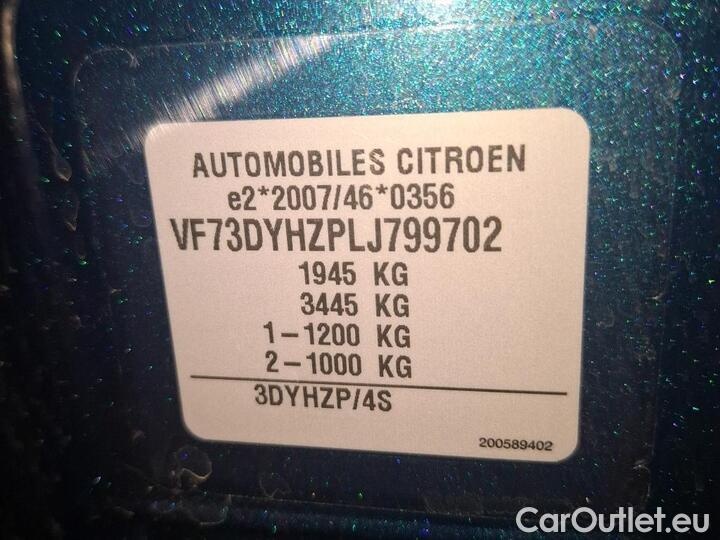 AUTOMOBILES CITROEN
e2*2007/46*0356
VF73DYHZPLJ799702
1945 KG
3445 KG
1-1200 KG
2-1000 KG
3DYHZP/4S
200589402
CarOutlet.eu